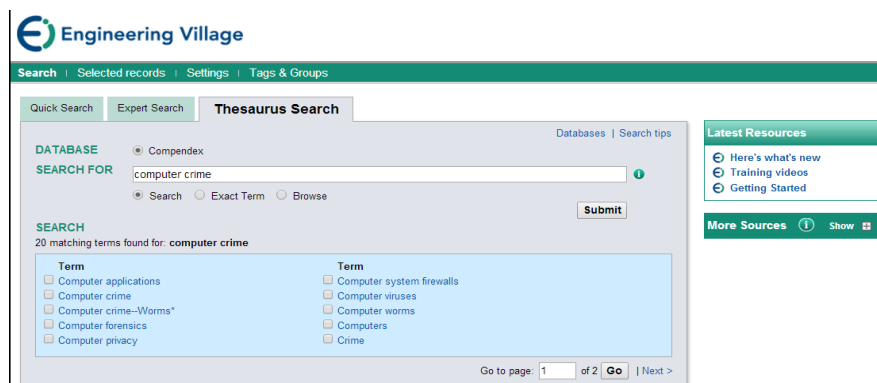 Engineering Village
Search | Selected records | Settings | Tags & Groups
Quick Search Expert Search Thesaurus Search
Databases | Search tips
DATABASE Compendex
SEARCH FOR computer crime
Search Exact Term Browse
Submit
SEARCH
20 matching terms found for: computer crime
Term
Computer applications
Computer crime
Computer crime--Worms*
Computer forensics
Computer privacy
Term
Computer system firewalls
Computer viruses
Computer worms
Computers
Crime
Go to page: 1 of 2 Go | Next >
Latest Resources
Here's what's new
Training videos
Getting Started
More Sources i Show